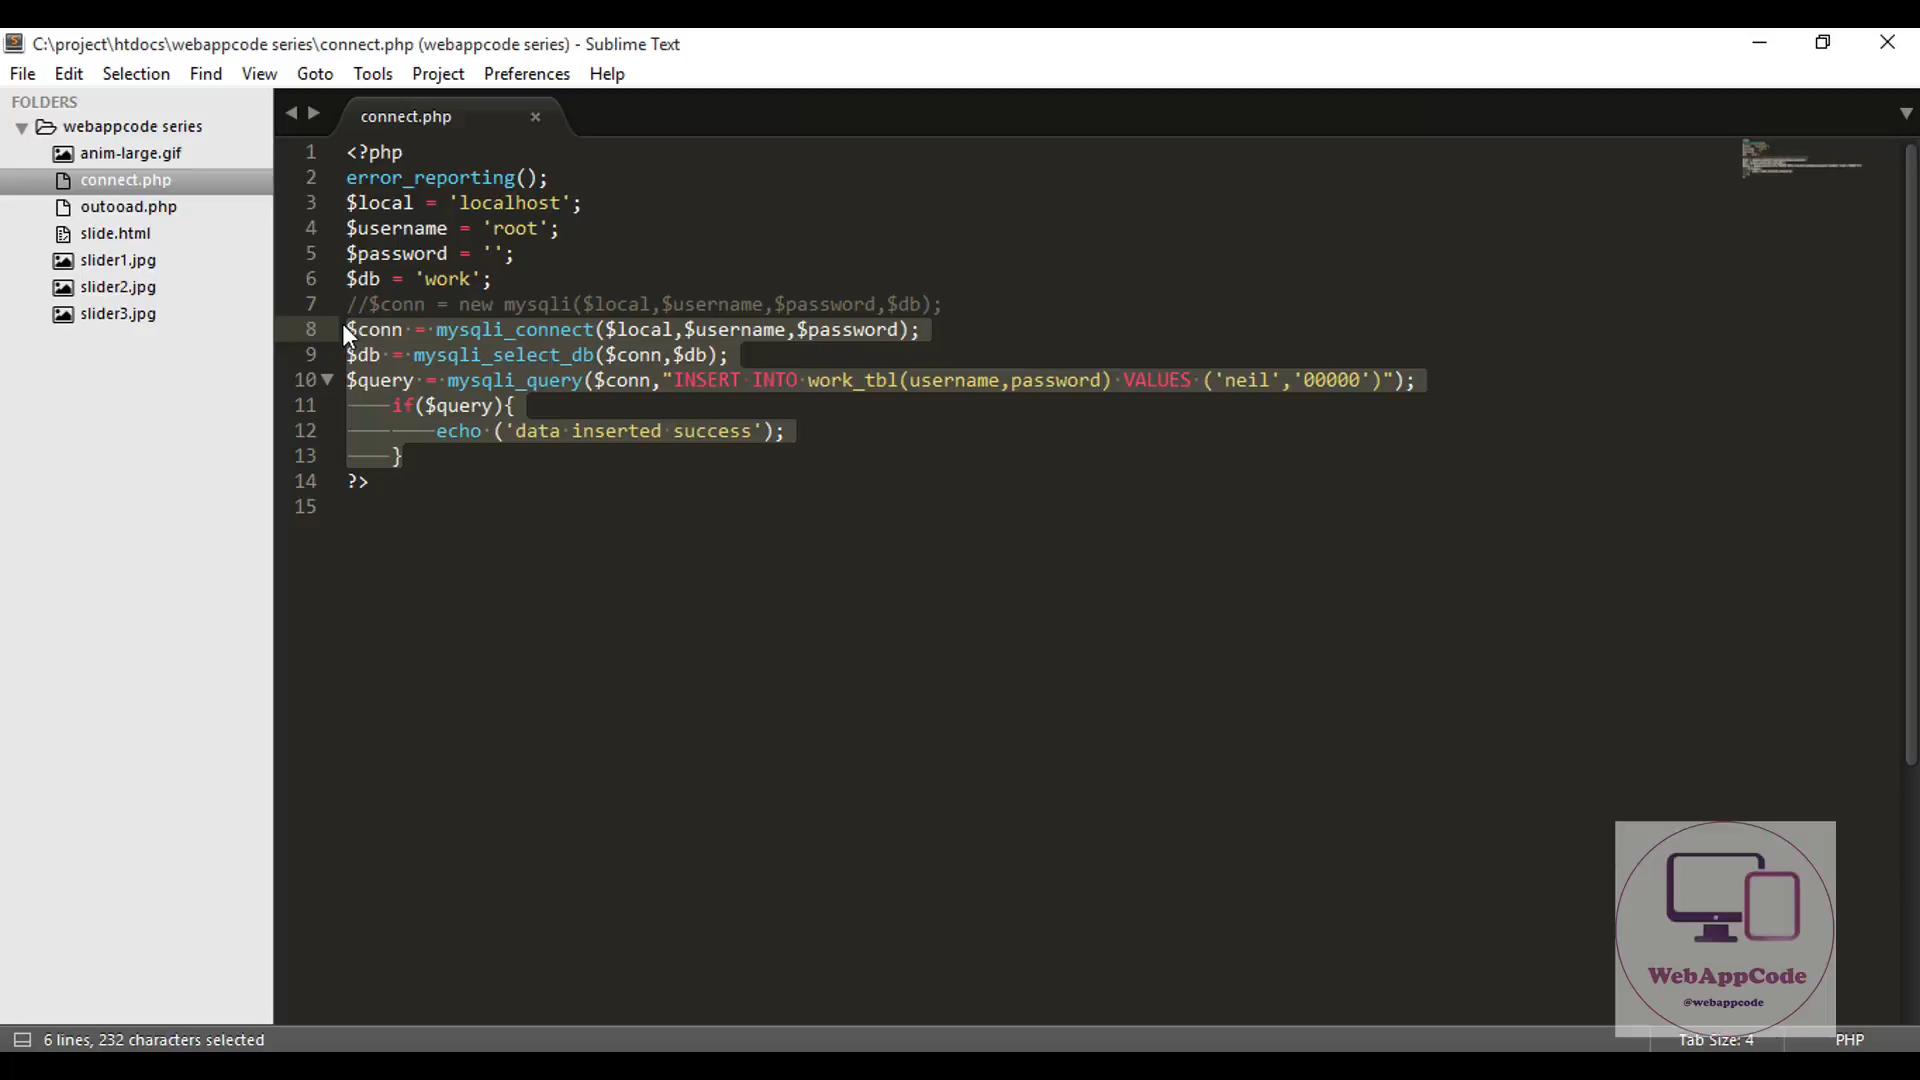 C:\project\htdocs\webappcode series\connect.php (webappcode series) - Sublime Text
File Edit Selection Find View Goto Tools Project Preferences Help
FOLDERS
webappcode series
anim-large.gif
connect.php
outooad.php
slide.html
slider1.jpg
slider2.jpg
slider3.jpg
connect.php ×
1 <?php
2 error_reporting();
3 $local = 'localhost';
4 $username = 'root';
5 $password = '';
6 $db = 'work';
7 //$conn = new mysqli($local,$username,$password,$db);
8 $conn = mysqli_connect($local,$username,$password);
9 $db = mysqli_select_db($conn,$db);
10 $query = mysqli_query($conn,"INSERT INTO work_tbl(username,password) VALUES ('neil','00000')");
11 if($query){
12 echo ('data inserted success');
13 }
14 ?>
15
WebAppCode
@webappcode
6 lines, 232 characters selected
Tab Size: 4
PHP